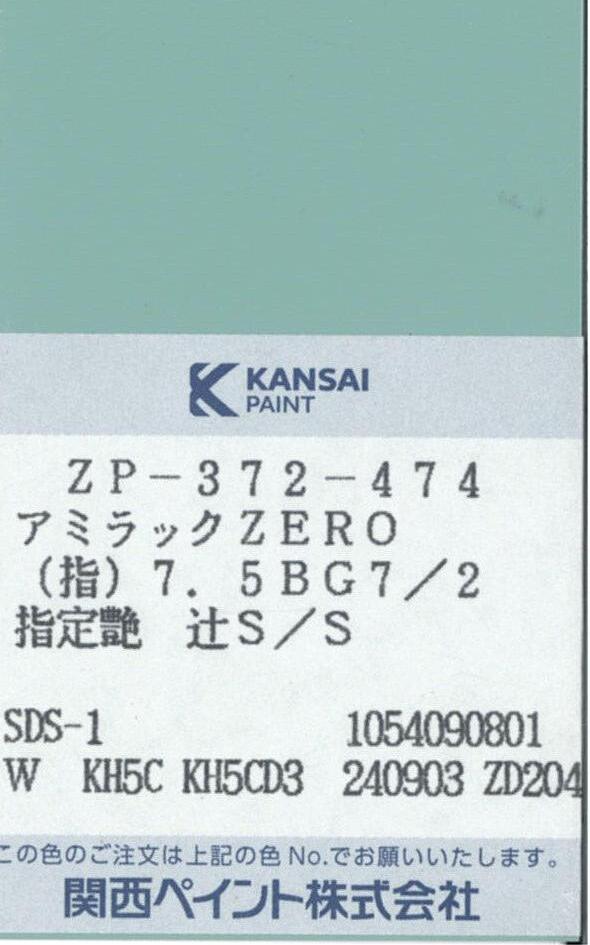 KANSAI
PAINT
ZP-372-474
アミラックZERO
(指)7.5BG7/2
指定艶 辻S/S
SDS-1 1054090801
W KH5C KH5CD3 240903 ZD204
この色のご注文は上記の色 No.でお願いいたします。
関西ペイント株式会社